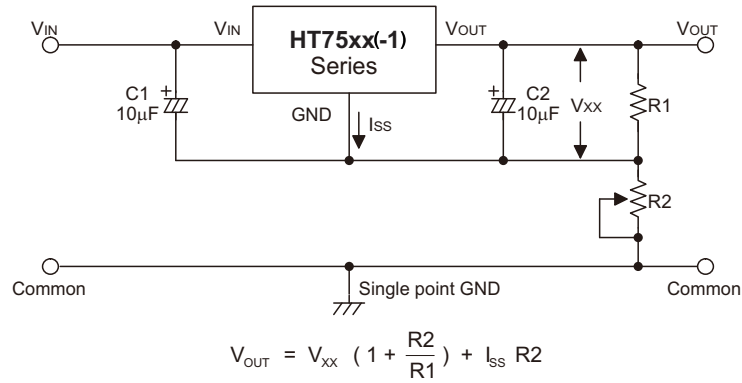 VIN VIN HT75xx(-1) VOUT VOUT
Series
C1
10μF
GND
ISS
C2
10μF
VXX
R1
R2
Common
Single point GND
Common
VOUT = VXX ( 1 + R2/R1 ) + ISS R2